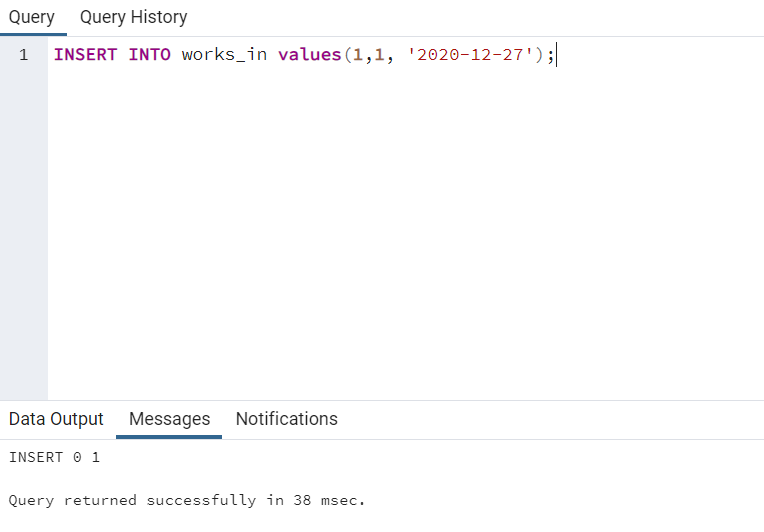 Query Query History
1 INSERT INTO works_in values(1,1, '2020-12-27');
Data Output Messages Notifications
INSERT 0 1
Query returned successfully in 38 msec.